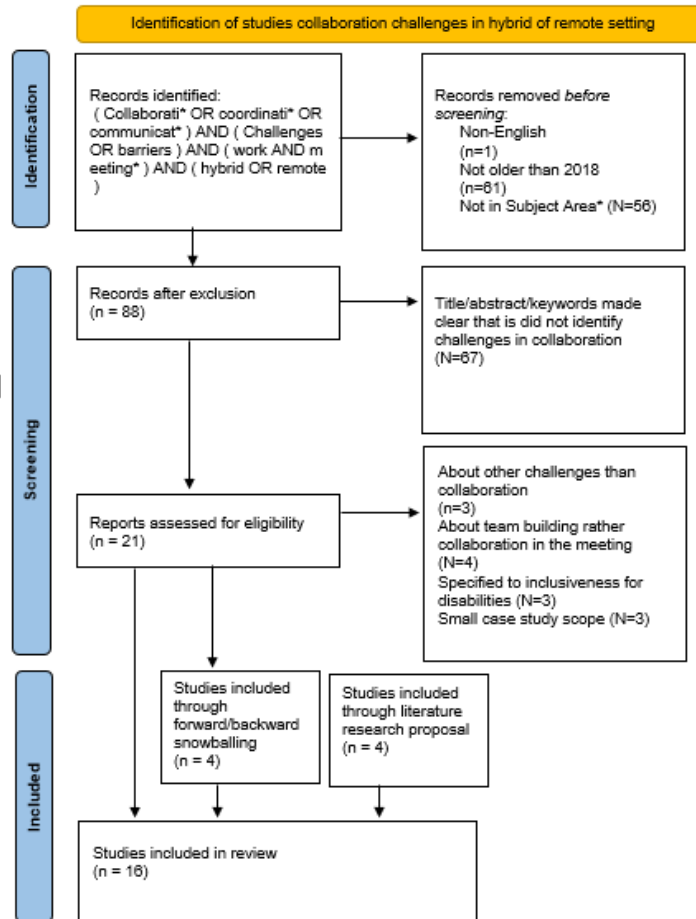 Identification of studies collaboration challenges in hybrid of remote setting
Identification
Records identified:
( Collaborati* OR coordinati* OR
communicat* ) AND ( Challenges
OR barriers ) AND ( work AND m
eeting* ) AND ( hybrid OR remote
)
Records removed before
screening:
Non-English
(n=1)
Not older than 2018
(n=61)
Not in Subject Area* (N=56)
Screening
Records after exclusion
(n = 88)
Title/abstract/keywords made
clear that is did not identify
challenges in collaboration
(N=67)
Reports assessed for eligibility
(n = 21)
About other challenges than
collaboration
(n=3)
About team building rather
collaboration in the meeting
(N=4)
Specified to inclusiveness for
disabilities (N=3)
Small case study scope (N=3)
Included
Studies included
through
forward/backward
snowballing
(n = 4)
Studies included
through literature
research proposal
(n = 4)
Studies included in review
(n = 16)